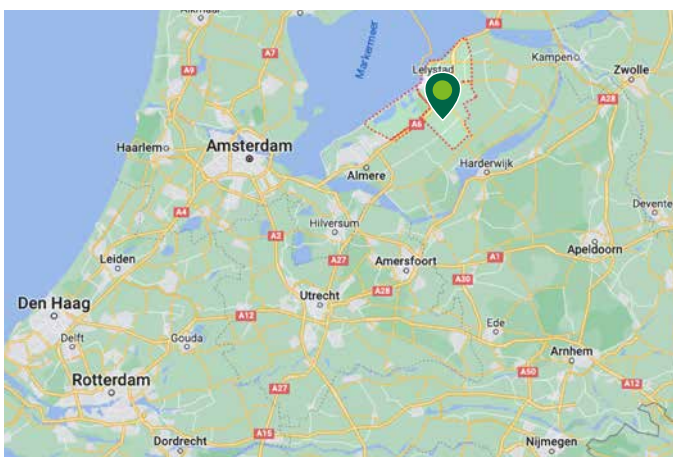 Alkmaar
A7
A6
Markermeer
Kampen
Zwolle
A9
Lelystad
A28
A6
Haarlem
Amsterdam
Almere
Harderwijk
A4
A2
Hilversum
Deventer
Leiden
A27
Amersfoort
A1
Apeldoorn
Den Haag
Utrecht
A28
A30
A12
Delft
Gouda
Ede
Arnhem
Rotterdam
A50
A12
A27
A15
Dordrecht
Nijmegen